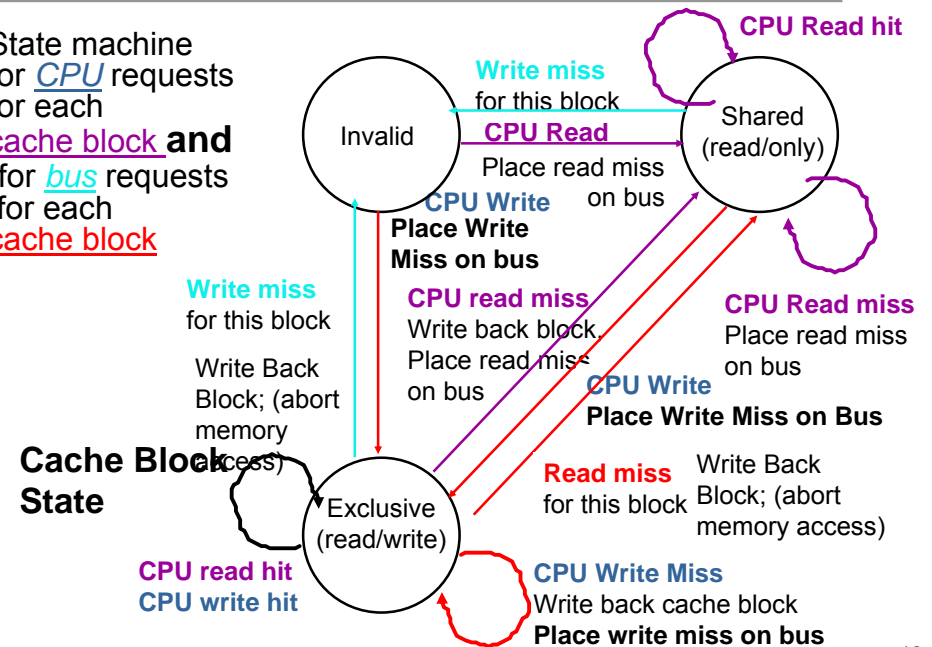 State machine
or CPU requests
or each
cache block and
for bus requests
for each
cache block
CPU Read hit
Write miss
for this block
Invalid
CPU Read
Shared
(read/only)
Place read miss
on bus
CPU Write
Place Write
Miss on bus
Write miss
for this block
CPU read miss
Write back block,
Place read miss
on bus
CPU Read miss
Place read miss
on bus
Write Back
Block; (abort
memory
access)
CPU Write
Place Write Miss on Bus
Cache Block
State
Read miss
for this block
Write Back
Block; (abort
memory access)
Exclusive
(read/write)
CPU read hit
CPU write hit
CPU Write Miss
Write back cache block
Place write miss on bus